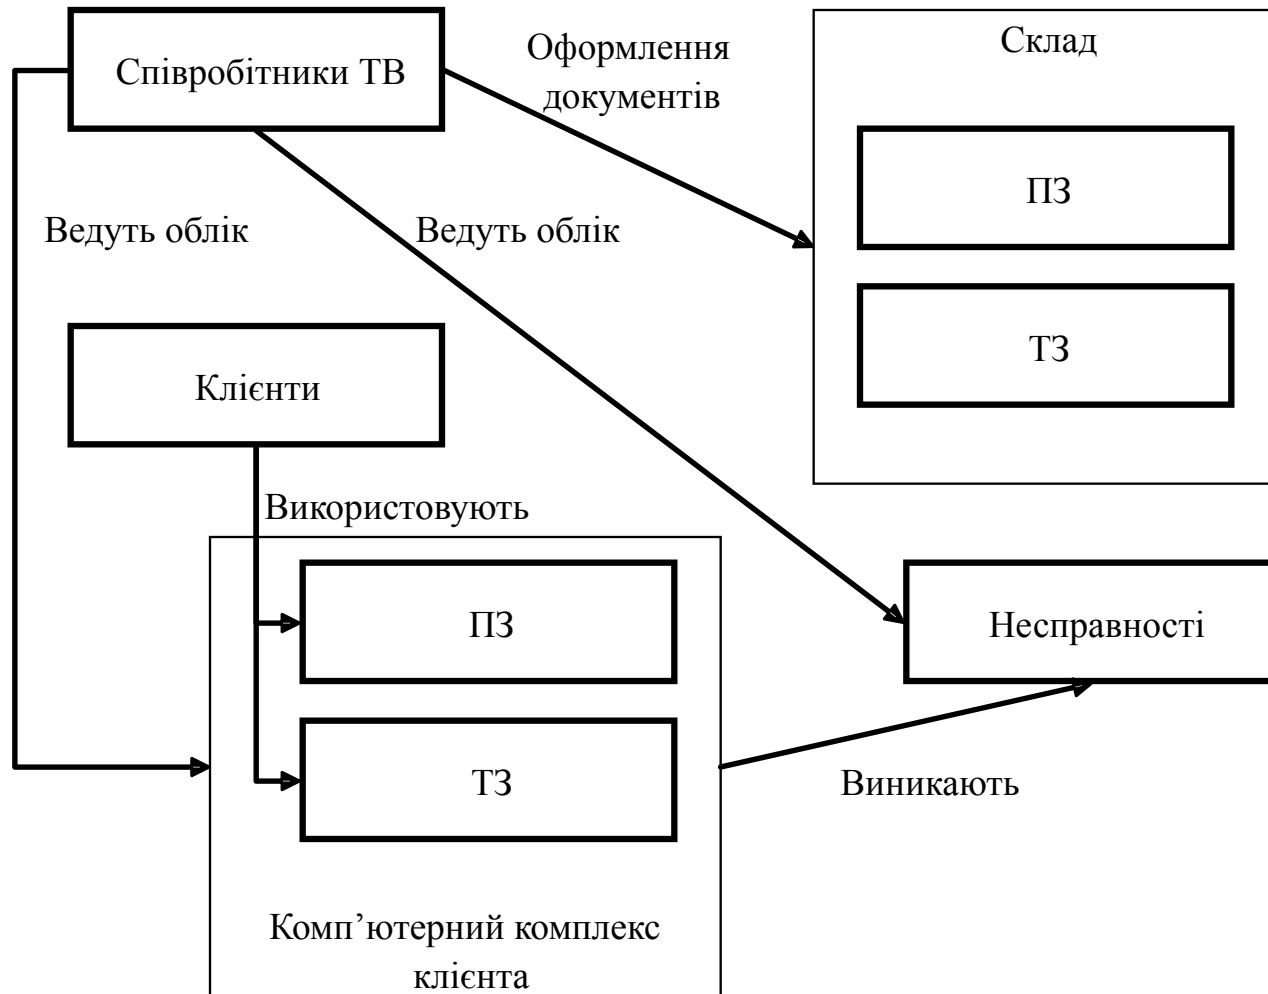 Співробітники ТВ
Оформлення
документів
Склад
ПЗ
ТЗ
Ведуть облік
Ведуть облік
Клієнти
Використовують
ПЗ
ТЗ
Несправності
Виникають
Комп’ютерний комплекс
клієнта